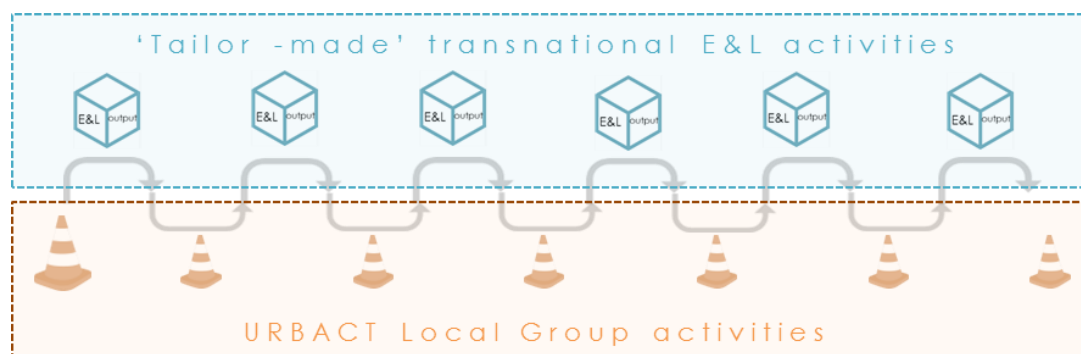 ‘Tailor -made’ transnational E&L activities
E&L output
E&L output
E&L output
E&L output
E&L output
E&L output
URBACT Local Group activities